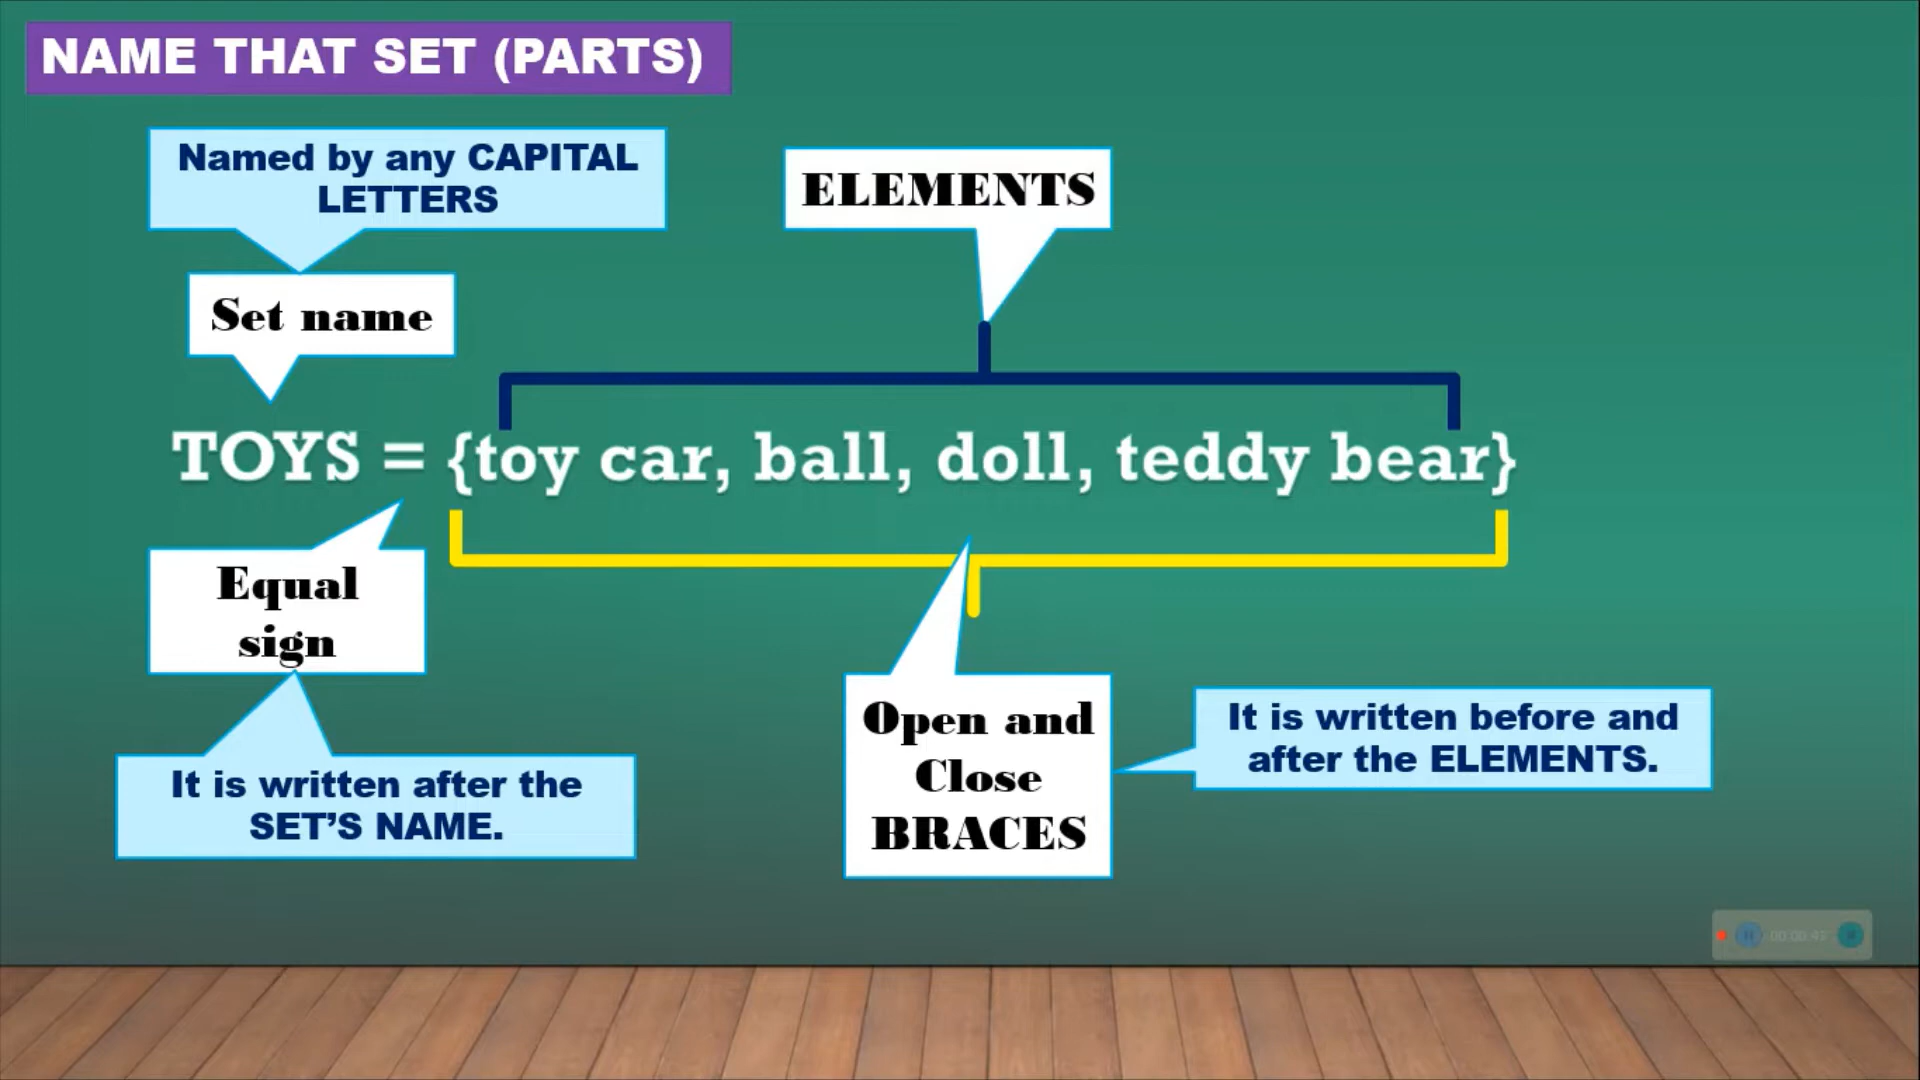 NAME THAT SET (PARTS)
Named by any CAPITAL
LETTERS
ELEMENTS
Set name
TOYS = {toy car, ball, doll, teddy bear}
Equal
sign
Open and
Close
BRACES
It is written before and
after the ELEMENTS.
It is written after the
SET'S NAME.